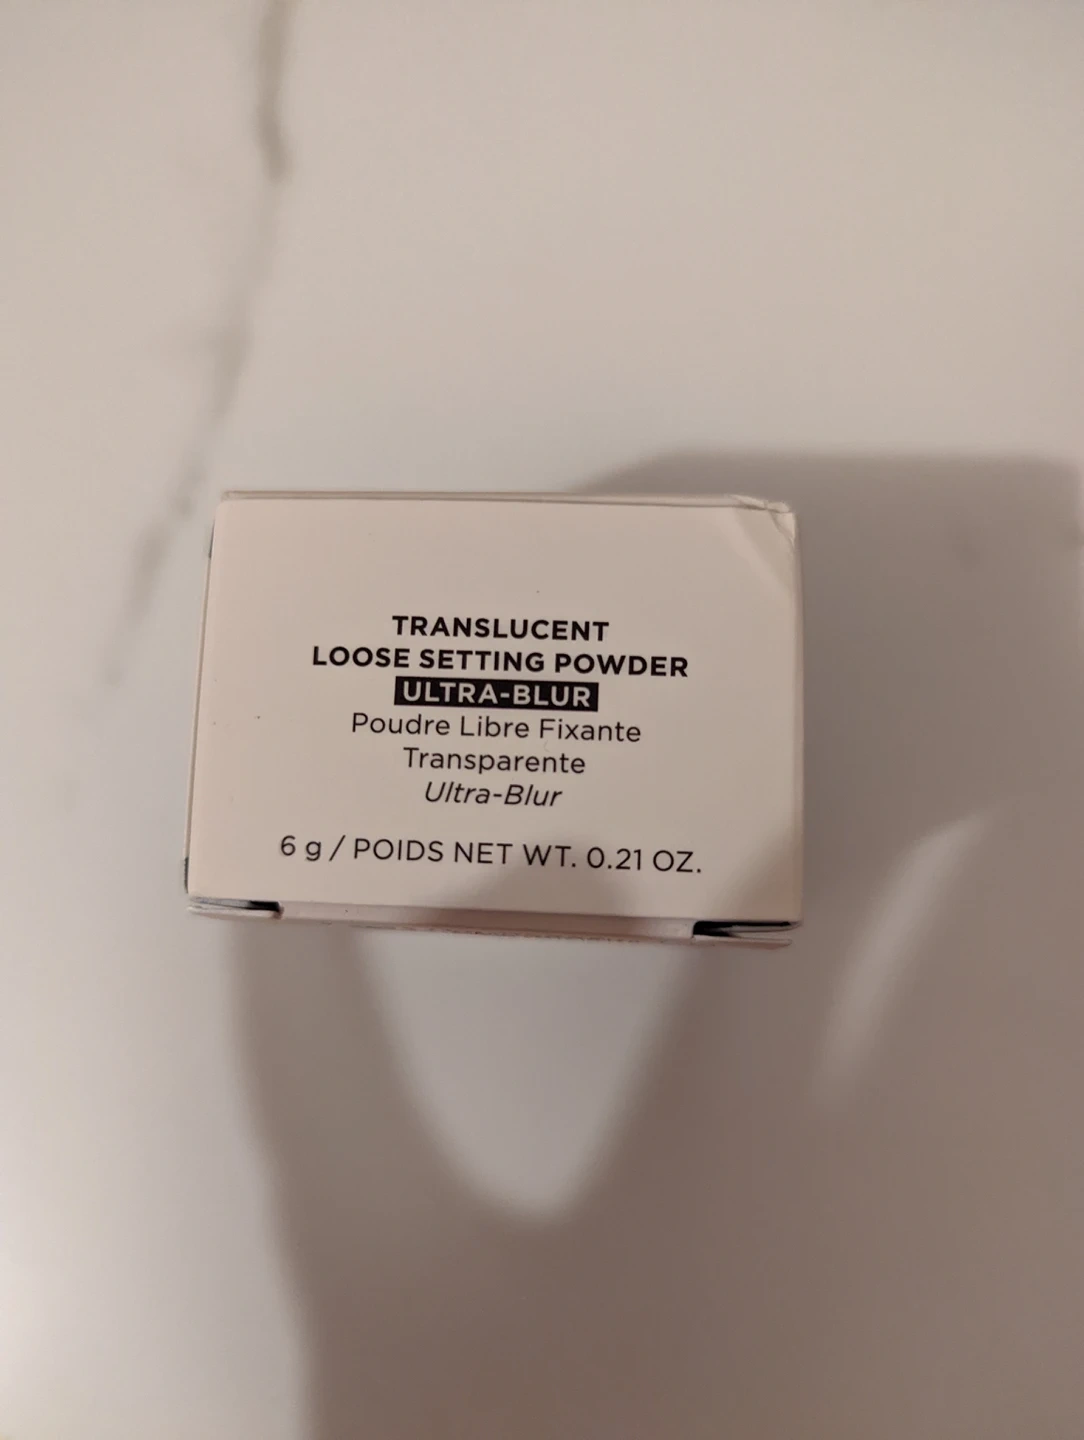 TRANSLUCENT
LOOSE SETTING POWDER
ULTRA-BLUR
Poudre Libre Fixante
Transparente
Ultra-Blur
6 g / POIDS NET WT. 0.21 OZ.